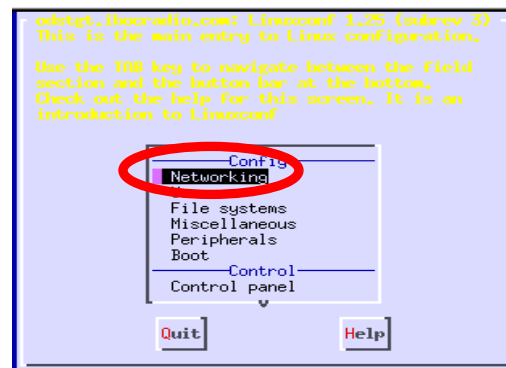 odstgt.ibocradio.com: Linuxconf 1.25 (subrev 3)
This is the main entry to Linux configuration.
Use the TAB key to navigate between the field
section and the button bar at the bottom.
Check out the help for this screen. It is an
introduction to Linuxconf
Config
Networking
File systems
Miscellaneous
Peripherals
Boot
Control
Control panel
Quit
Help